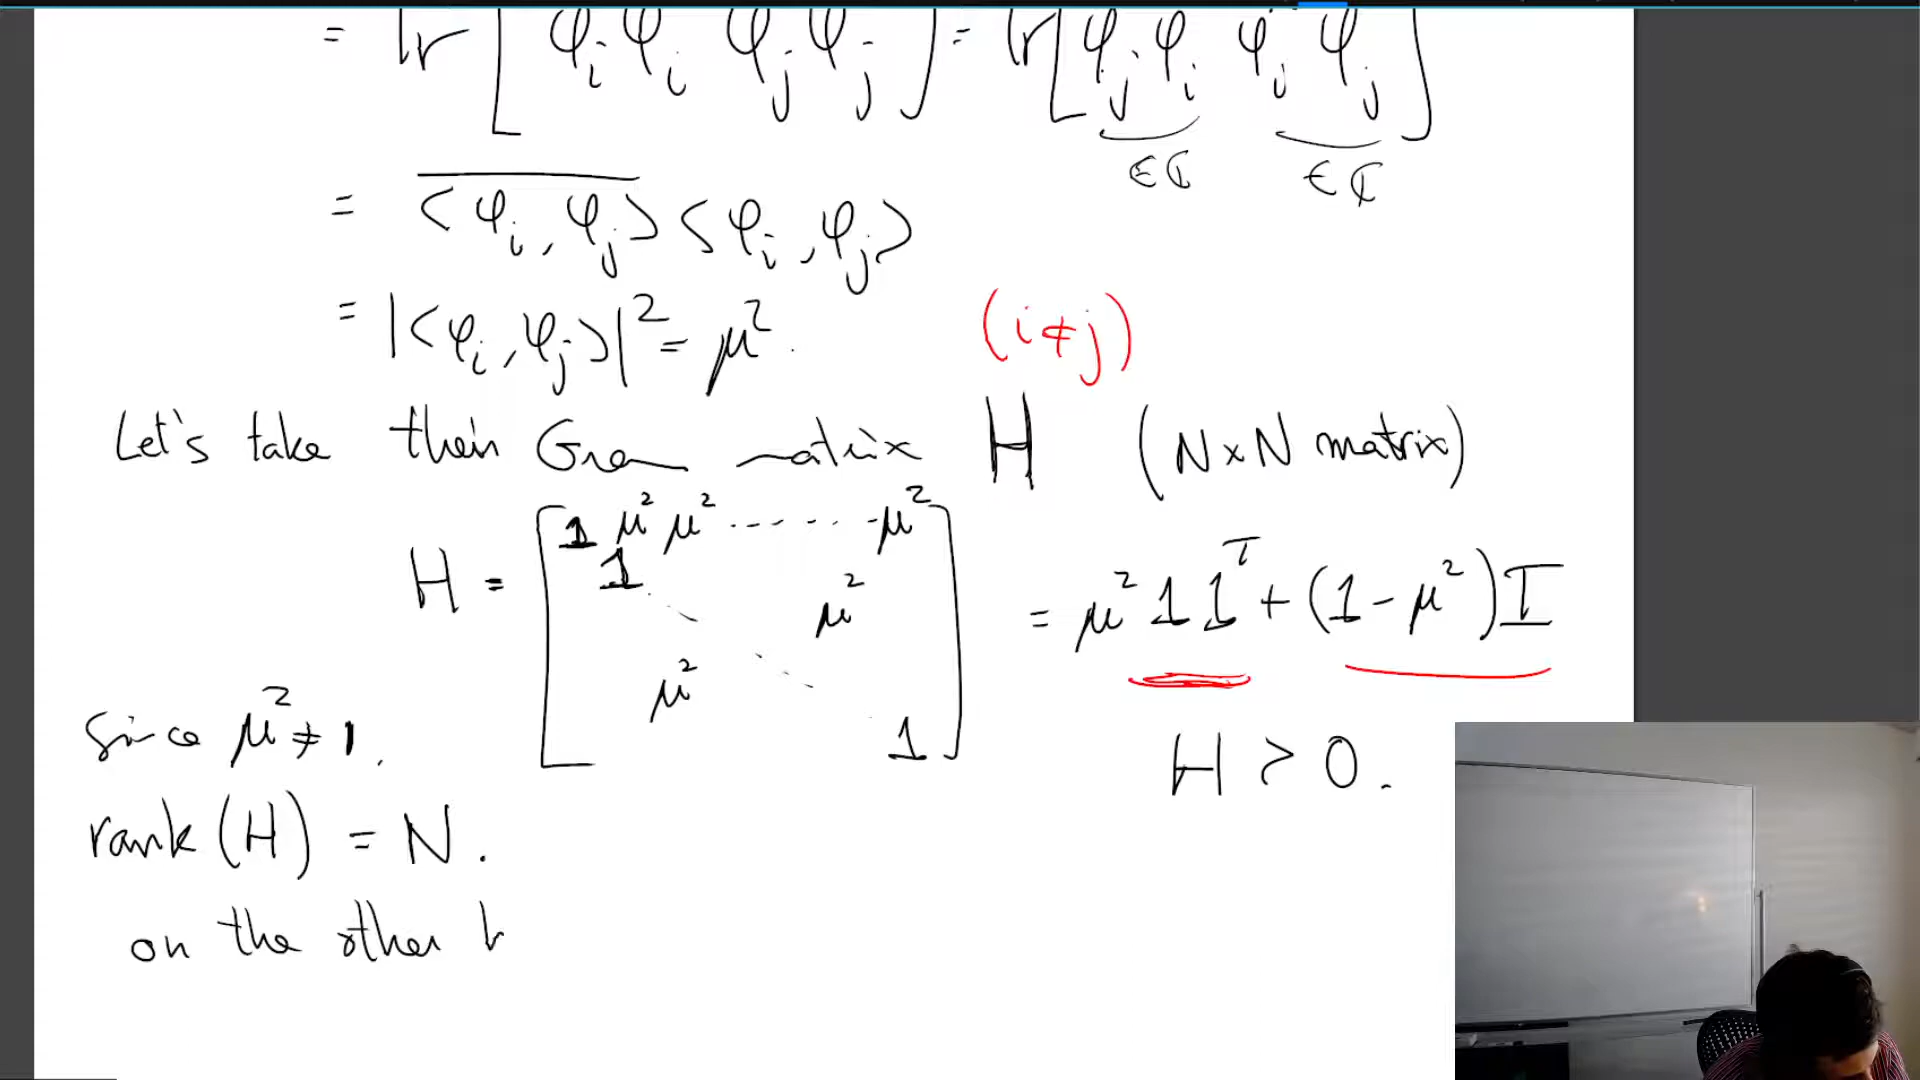 = Tr [ φᵢ φᵢ φⱼ φⱼ ] = Tr [ φⱼ φᵢ φᵢ φⱼ ]
∈ ℂ ∈ ℂ
= \overline{<φᵢ, φⱼ>} <φᵢ, φⱼ>
= |<φᵢ, φⱼ>|² = μ². (i ≠ j)
Let's take their Gram matrix H (N x N matrix)
H = [ 1 μ² μ² ...... μ²
1 μ²
μ²
1 ]
= μ² 1 1ᵀ + (1 - μ²) I
Since μ² ≠ 1,
H > 0.
rank (H) = N.
on the other h